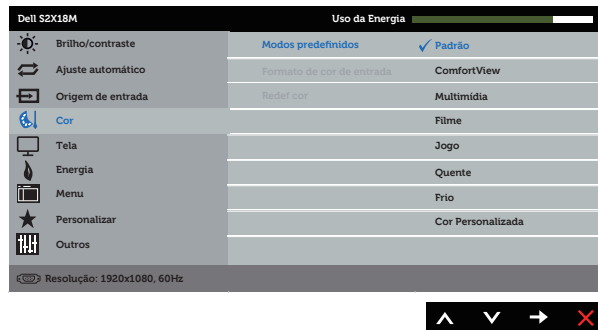 Dell S2X18M Uso da Energia
Brilho/contraste Modos predefinidos Padrão
Ajuste automático Formato de cor de entrada ComfortView
Origem de entrada Redef cor Multimídia
Cor Filme
Tela Jogo
Energia Quente
Menu Frio
Personalizar Cor Personalizada
Outros
Resolução: 1920x1080, 60Hz